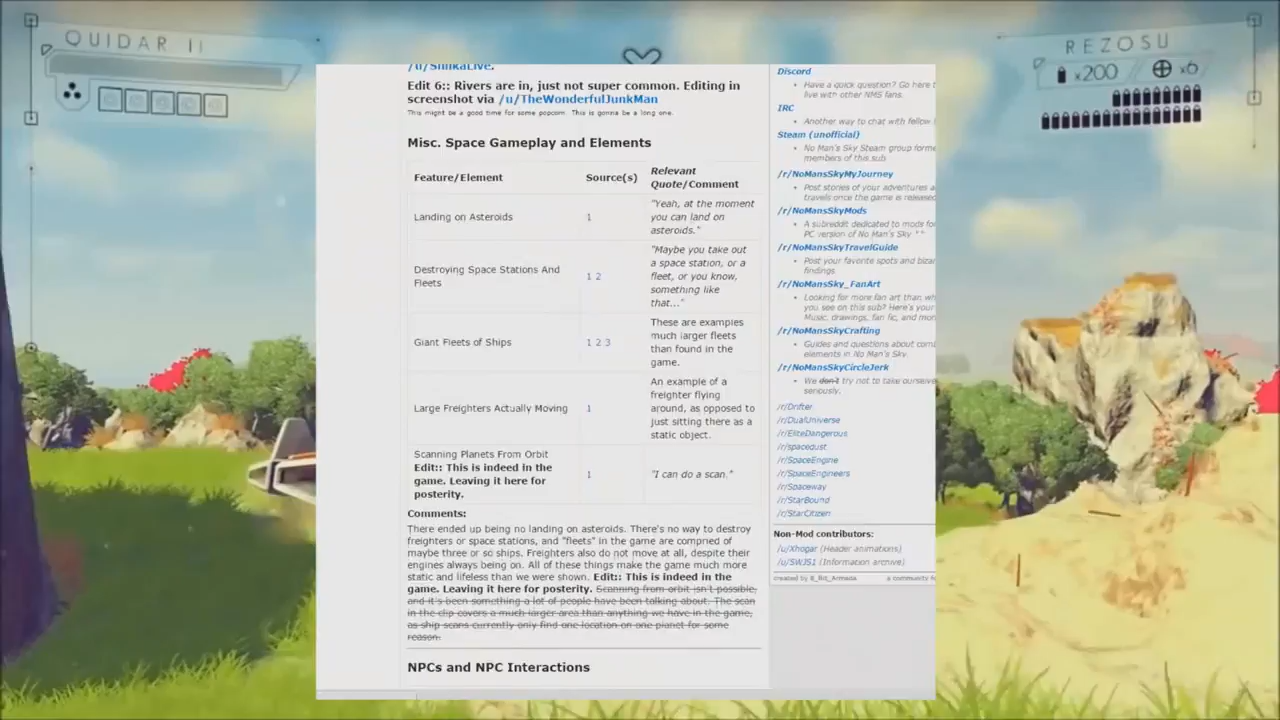 QUIDAR II
REZOSU
x200
x6
/u/ShiikaLive.
Edit 6:: Rivers are in, just not super common. Editing in
screenshot via /u/TheWonderfulJunkMan
This might be a good time for some popcorn. This is gonna be a long one.
Misc. Space Gameplay and Elements
Feature/Element
Source(s)
Relevant
Quote/Comment
Landing on Asteroids
1
"Yeah, at the moment
you can land on
asteroids."
Destroying Space Stations And
Fleets
1 2
"Maybe you take out
a space station, or a
fleet, or you know,
something like
that..."
Giant Fleets of Ships
1 2 3
These are examples
much larger fleets
than found in the
game.
Large Freighters Actually Moving
1
An example of a
freighter flying
around, as opposed to
just sitting there as a
static object.
Scanning Planets From Orbit
Edit:: This is indeed in the
game. Leaving it here for
posterity.
1
"I can do a scan."
Comments:
There ended up being no landing on asteroids. There's no way to destroy
freighters or space stations, and "fleets" in the game are comprined of
maybe three or so ships. Freighters also do not move at all, despite their
engines always being on. All of these things make the game much more
static and lifeless than we were shown. Edit: This is indeed in the
game. Leaving it here for posterity. Scanning from orbit isn't possible,
and it's been something a lot of people have been talking about. The scan
in the clip covers a much larger area than anything we have in the game,
as ship scans currently only find one location on one planet for some
reason.
NPCs and NPC Interactions
Discord
Have a quick question? Go here t
live with other NMS fans.
IRC
Another way to chat with fellow
Steam (unofficial)
No Man's Sky Steam group forme
members of this sub
/r/NoMansSkyMyJourney
Post stories of your adventures a
travels once the game is released
/r/NoMansSkyMods
A subreddit dedicated to mods fo
PC version of No Man's Sky ^ ^
/r/NoMansSkyTravelGuide
Post your favorite spots and bizar
findings
/r/NoMansSky_FanArt
Looking for more fan art than wh
you see on this sub? Here's your
Music, drawings, fan fic, and mor
/r/NoMansSkyCrafting
Guides and questions about com
elements in No Man's Sky.
/r/NoMansSkyCircleJerk
We don't try not to take ourselve
seriously.
/r/Drifter
/r/DualUniverse
/r/EliteDangerous
/r/spacedust
/r/SpaceEngine
/r/SpaceEngineers
/r/Spaceway
/r/StarBound
/r/StarCitizen
Non-Mod contributors:
/u/Xhogar (Header animations)
/u/SWJS1 (Information archive)
a community fo